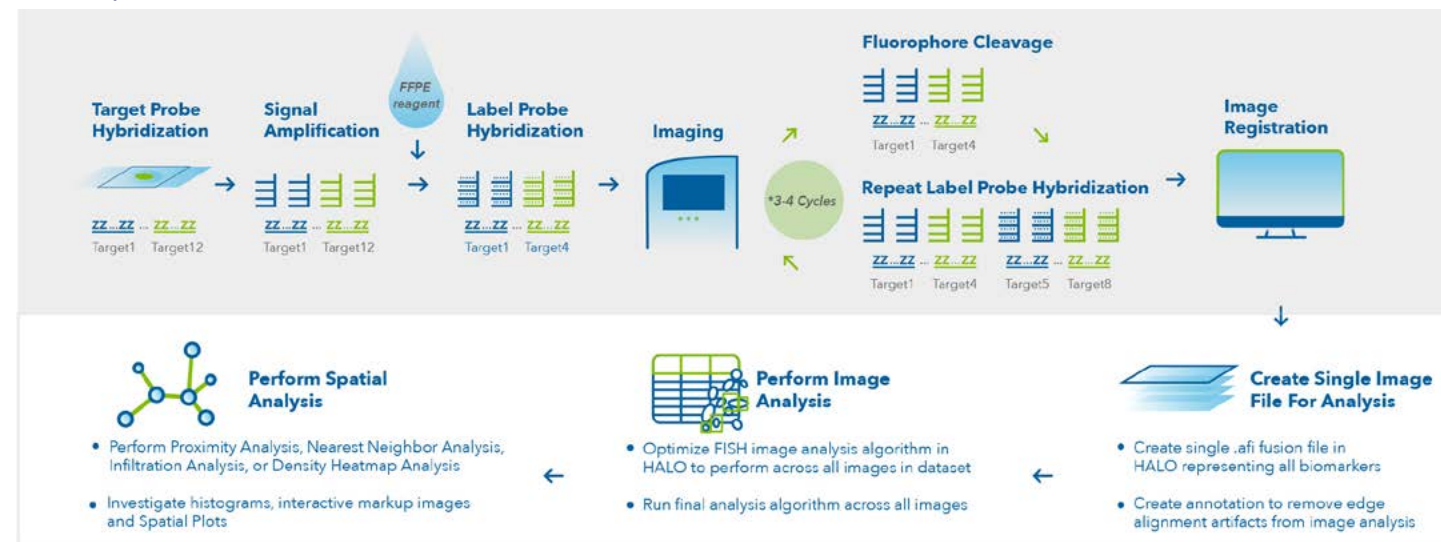 Target Probe
Hybridization
ZZ...ZZ ... ZZ...ZZ
Target1 Target12
Signal
Amplification
ZZ...ZZ ... ZZ...ZZ
Target1 Target12
FFPE
reagent
Label Probe
Hybridization
ZZ...ZZ ... ZZ...ZZ
Target1 Target4
Imaging
*3-4 Cycles
Fluorophore Cleavage
ZZ...ZZ ... ZZ...ZZ
Target1 Target4
Repeat Label Probe Hybridization
ZZ...ZZ ... ZZ...ZZ ZZ...ZZ ... ZZ...ZZ
Target1 Target4 Target5 Target8
Image
Registration
Create Single Image
File For Analysis
• Create single .afi fusion file in
HALO representing all biomarkers
• Create annotation to remove edge
alignment artifacts from image analysis
Perform Image
Analysis
• Optimize FISH image analysis algorithm in
HALO to perform across all images in dataset
• Run final analysis algorithm across all images
Perform Spatial
Analysis
• Perform Proximity Analysis, Nearest Neighbor Analysis,
Infiltration Analysis, or Density Heatmap Analysis
• Investigate histograms, interactive markup images
and Spatial Plots